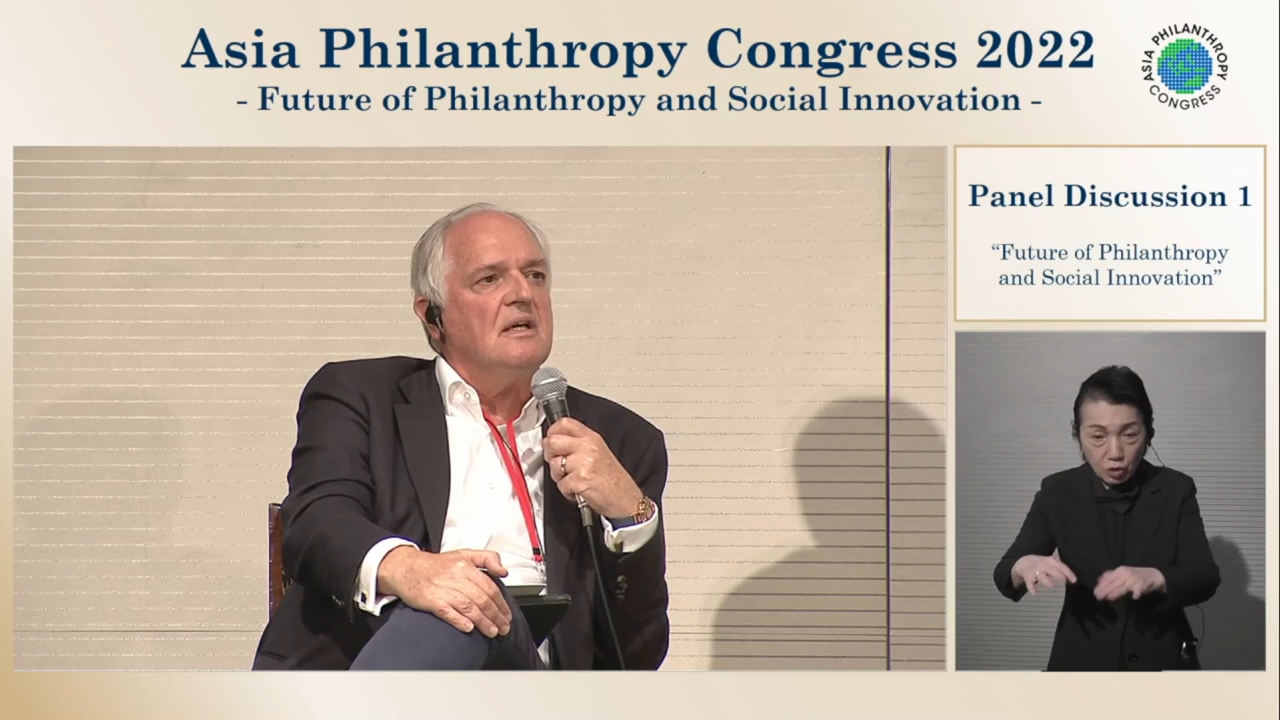 Asia Philanthropy Congress 2022
- Future of Philanthropy and Social Innovation -
ASIA PHILANTHROPY
CONGRESS
Panel Discussion 1
“Future of Philanthropy
and Social Innovation”